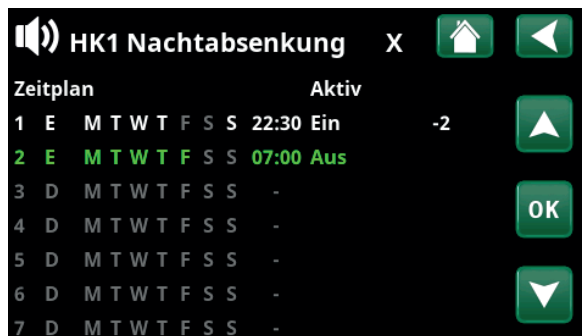 HK1 Nachtabsenkung X
Zeitplan Aktiv
1 E M T W T F S S 22:30 Ein -2
2 E M T W T F S S 07:00 Aus
3 D M T W T F S S -
4 D M T W T F S S -
OK
5 D M T W T F S S -
6 D M T W T F S S -
7 D M T W T F S S -